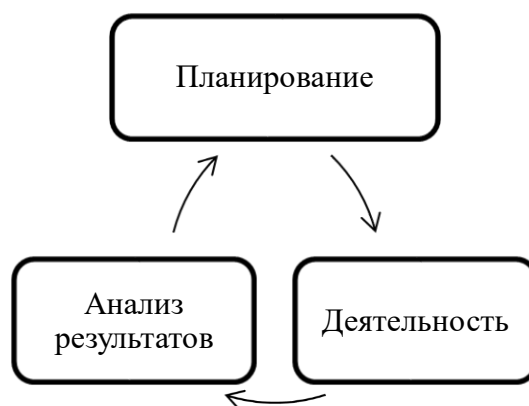 Планирование
Анализ
результатов
Деятельность